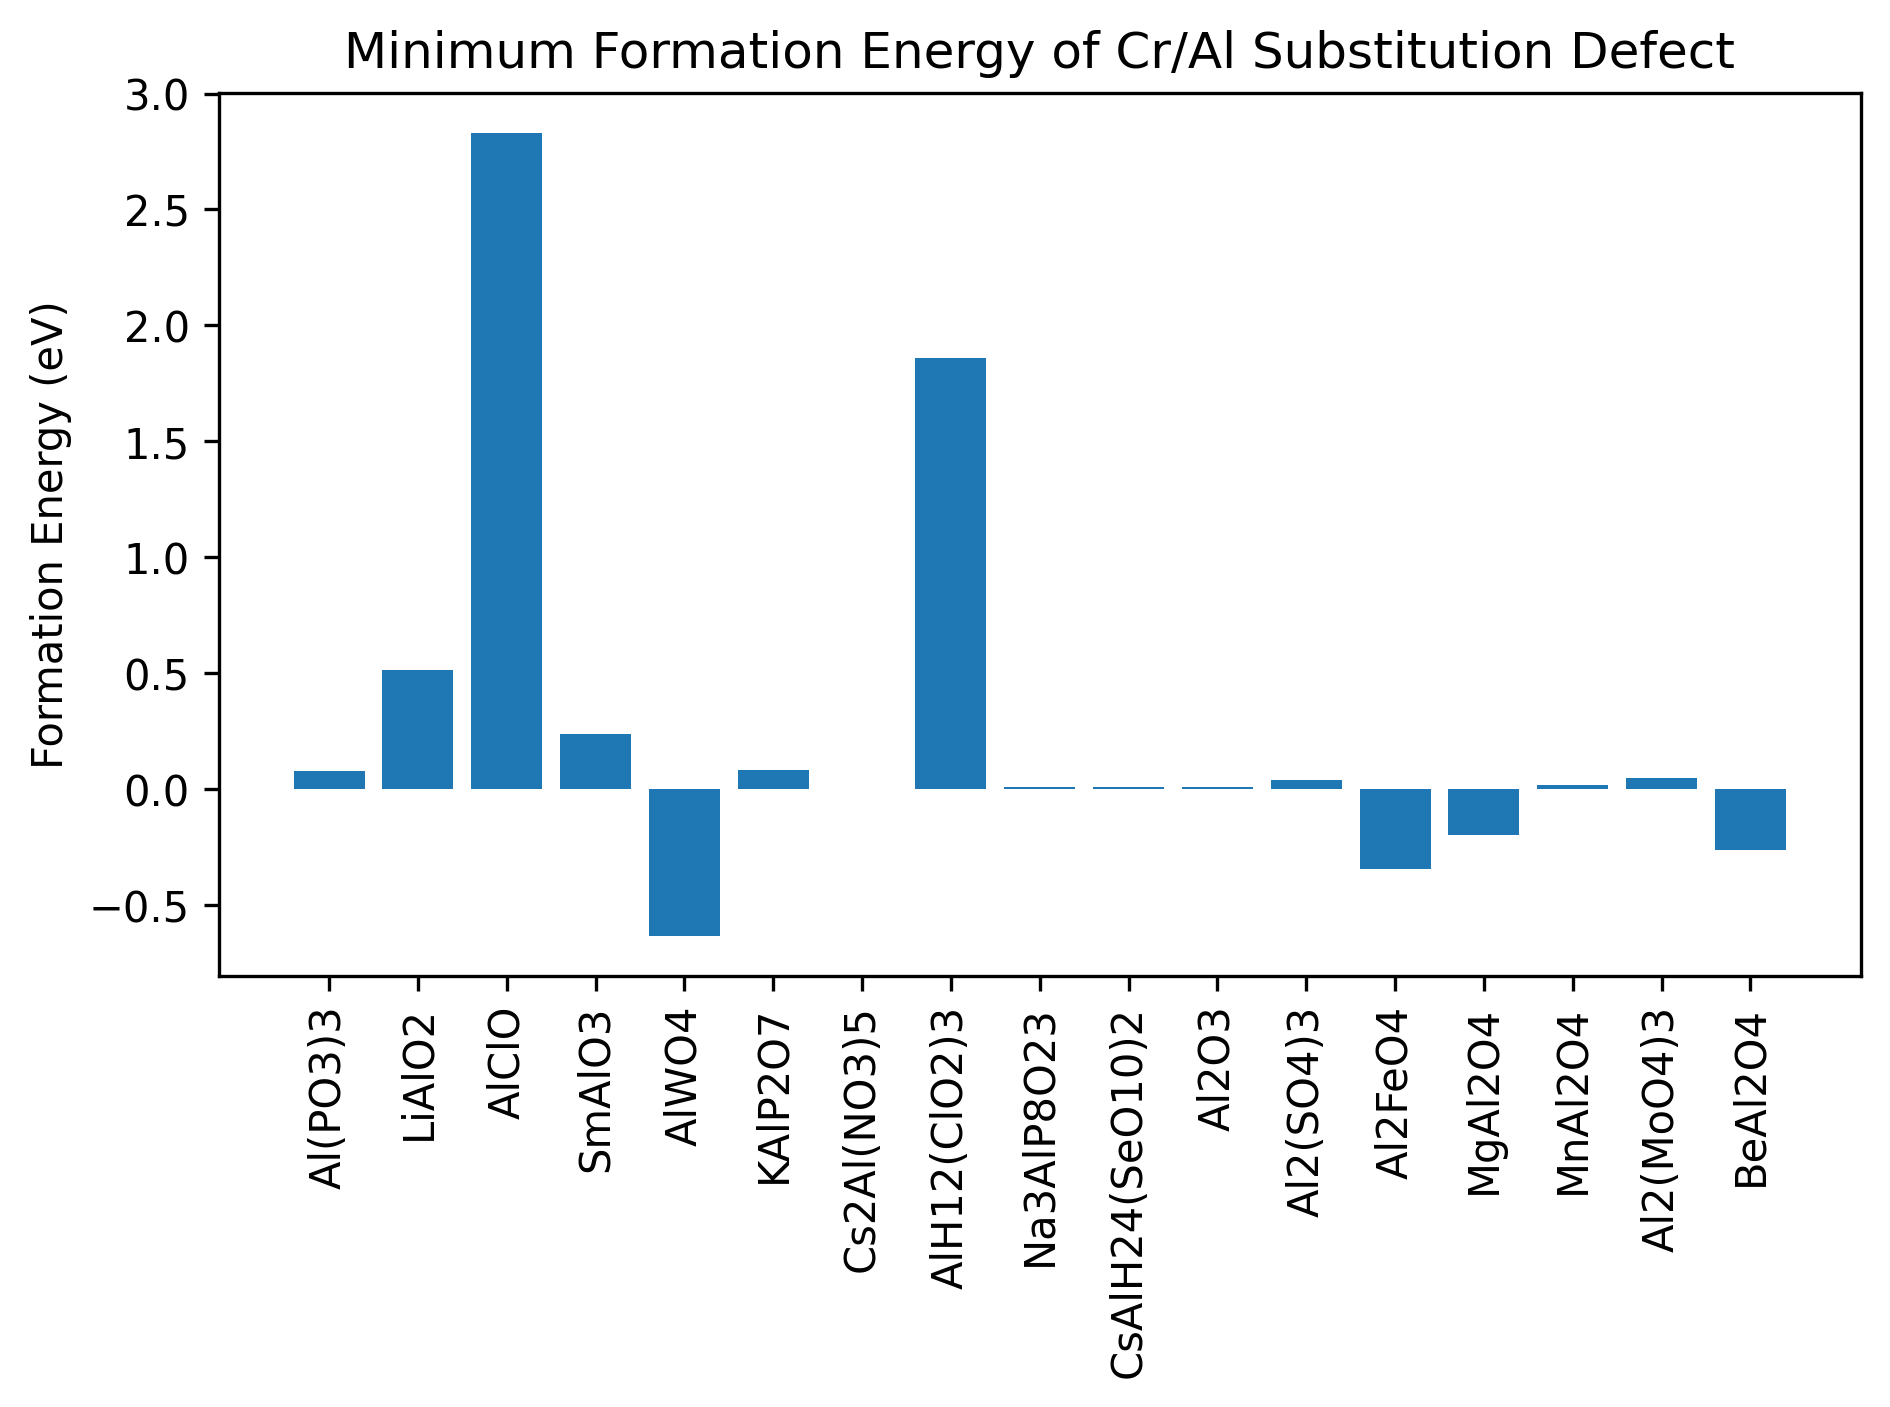 Minimum Formation Energy of Cr/Al Substitution Defect
Formation Energy (eV)
3.0
2.5
2.0
1.5
1.0
0.5
0.0
−0.5
Al(PO3)3
LiAlO2
AlClO
SmAlO3
AlWO4
KAlP2O7
Cs2Al(NO3)5
AlH12(ClO2)3
Na3AlP8O23
CsAlH24(SeO10)2
Al2O3
Al2(SO4)3
Al2FeO4
MgAl2O4
MnAl2O4
Al2(MoO4)3
BeAl2O4